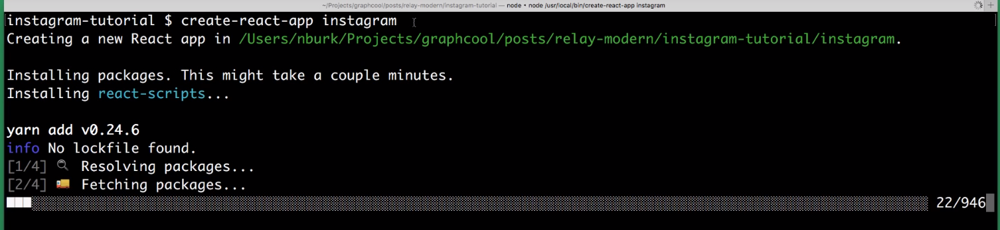 ~/Projects/graphcool/posts/relay-modern/instagram-tutorial — node • node /usr/local/bin/create-react-app instagram
instagram-tutorial $ create-react-app instagram
Creating a new React app in /Users/nburk/Projects/graphcool/posts/relay-modern/instagram-tutorial/instagram.
Installing packages. This might take a couple minutes.
Installing react-scripts...
yarn add v0.24.6
info No lockfile found.
[1/4] 🔍 Resolving packages...
[2/4] 🚚 Fetching packages...
22/946